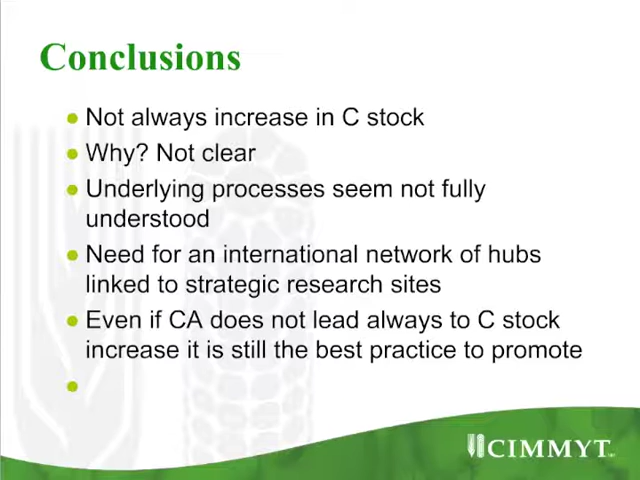 Conclusions
Not always increase in C stock
Why? Not clear
Underlying processes seem not fully
understood
Need for an international network of hubs
linked to strategic research sites
Even if CA does not lead always to C stock
increase it is still the best practice to promote
CIMMYT